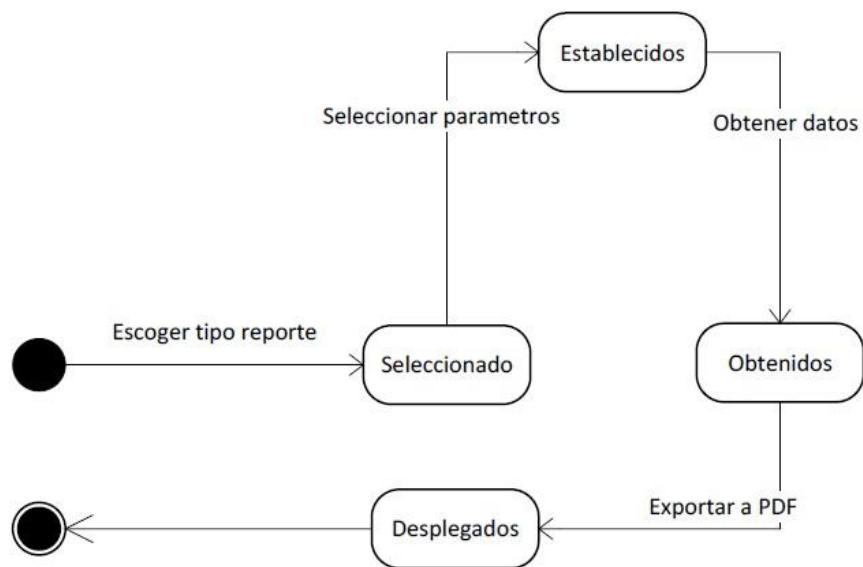 Establecidos
Seleccionar parametros
Obtener datos
Escoger tipo reporte
Seleccionado
Obtenidos
Exportar a PDF
Desplegados